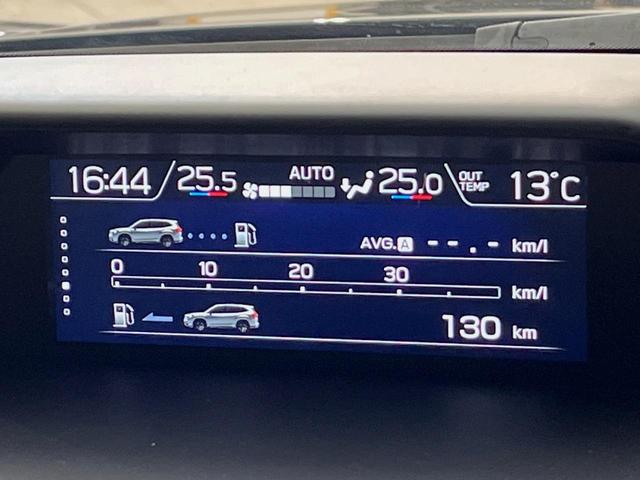 16:44 25.5 AUTO 25.0 OUT TEMP 13°C
AVG. A --.- km/l
0 10 20 30
km/l
130 km